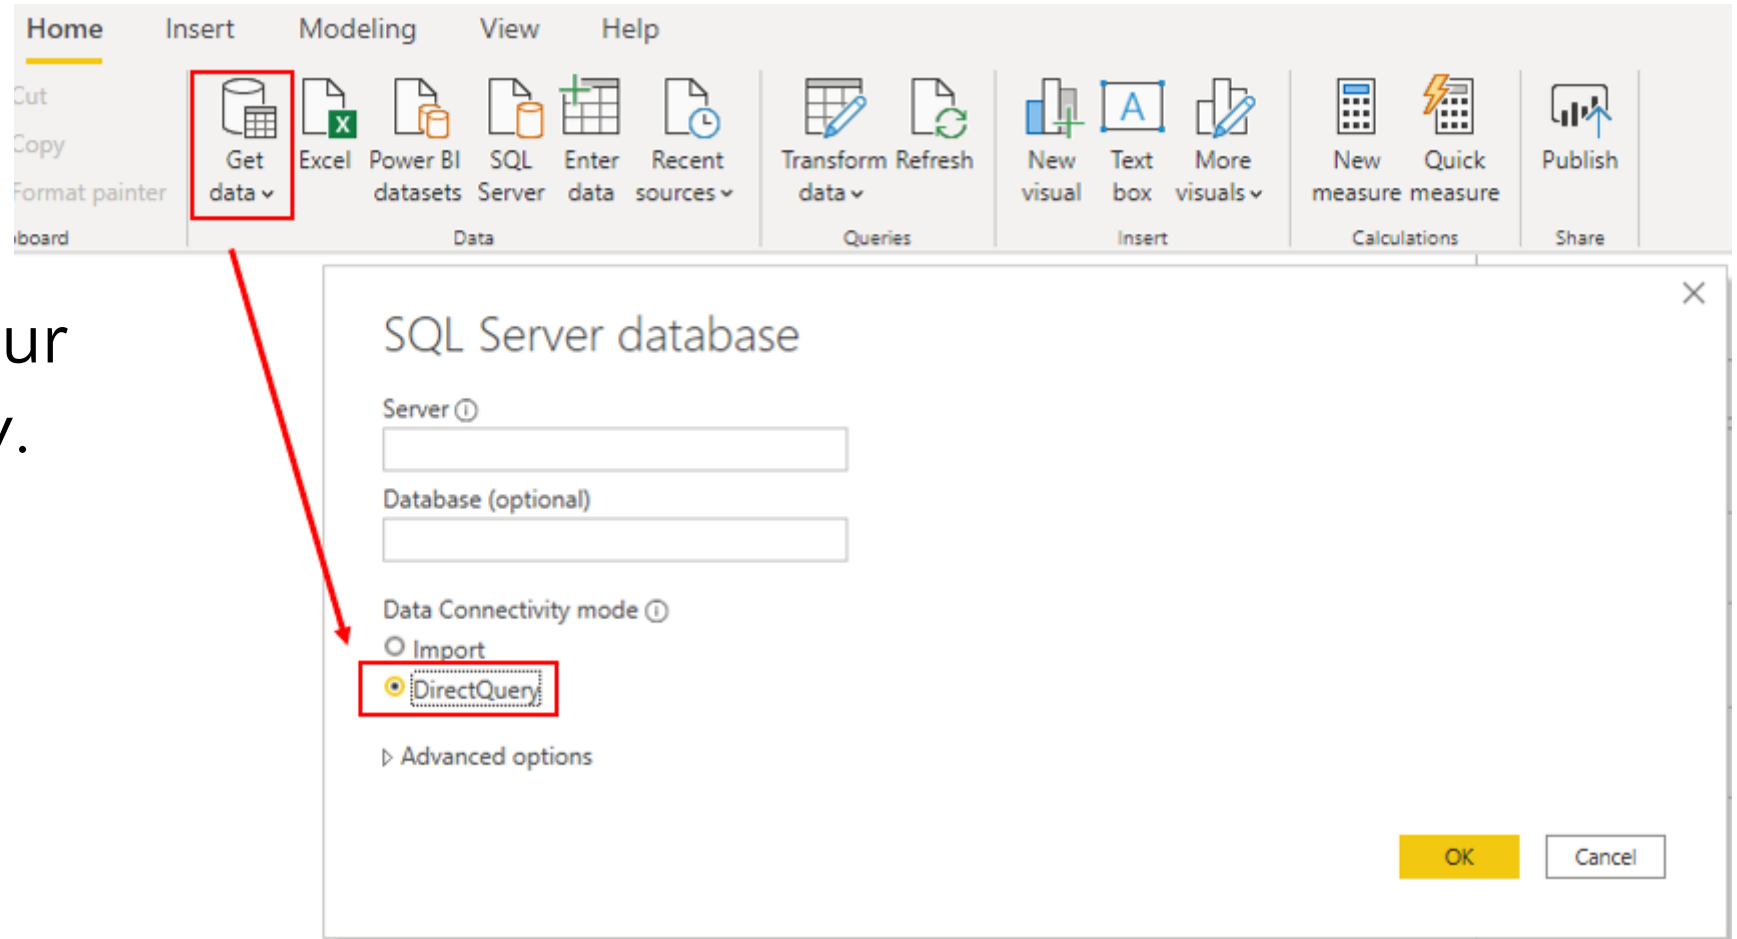 Home Insert Modeling View Help
Cut
Copy
Format painter
Get data
Excel
Power BI datasets
SQL Server
Enter data
Recent sources
Transform data
Refresh
New visual
Text box
More visuals
New measure
Quick measure
Publish
Data
Queries
Insert
Calculations
Share
SQL Server database
Server
Database (optional)
Data Connectivity mode
Import
DirectQuery
Advanced options
OK
Cancel